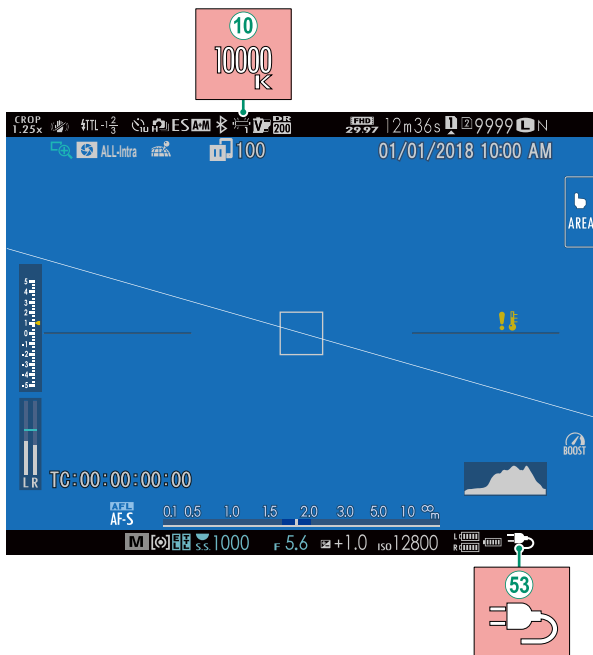 10
10000
K
CROP
1.25x
TTL -1 2/3
10
H
ES
A+M
V
DR
200
FHD
29.97
12m36s
1
2
9999
L
N
ALL-Intra
100
01/01/2018 10:00 AM
AREA
5
4
3
2
1
0
-1
-2
-3
-4
-5
!
BOOST
L R
TC:00:00:00:00
AFL
AF-S
0.1 0.5 1.0 1.5 2.0 3.0 5.0 10 ∞ m
M
S.S. 1000
F 5.6
+1.0
ISO 12800
L
R
53